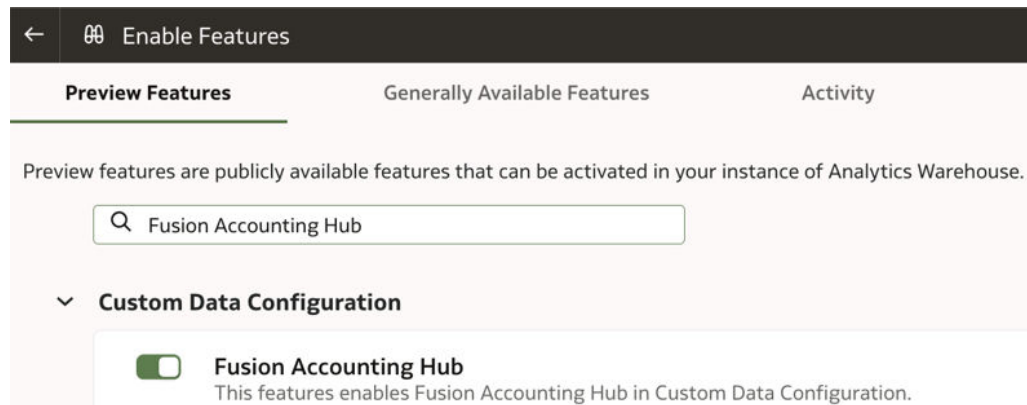 Enable Features
Preview Features Generally Available Features Activity
Preview features are publicly available features that can be activated in your instance of Analytics Warehouse.
Fusion Accounting Hub
Custom Data Configuration
Fusion Accounting Hub
This features enables Fusion Accounting Hub in Custom Data Configuration.